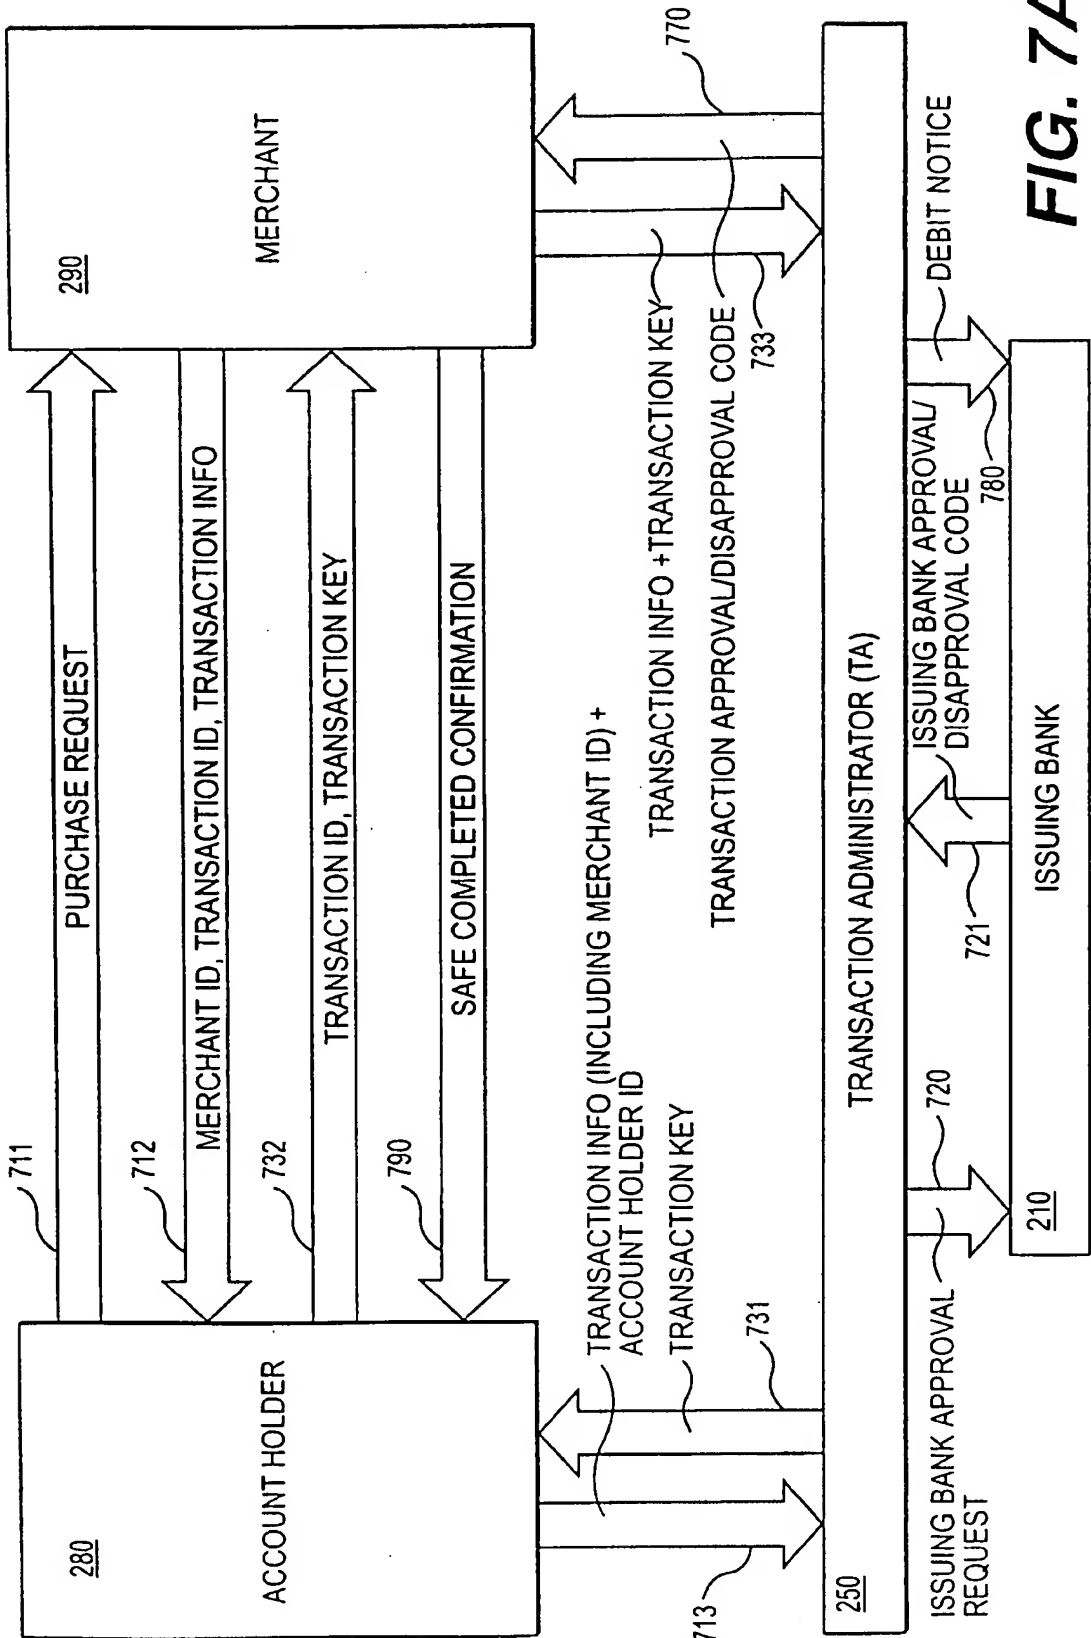 280
ACCOUNT HOLDER
290
MERCHANT
711
PURCHASE REQUEST
712
MERCHANT ID, TRANSACTION ID, TRANSACTION INFO
732
TRANSACTION ID, TRANSACTION KEY
790
SAFE COMPLETED CONFIRMATION
713
TRANSACTION INFO (INCLUDING MERCHANT ID) +
ACCOUNT HOLDER ID
TRANSACTION KEY
731
TRANSACTION INFO +TRANSACTION KEY
TRANSACTION APPROVAL/DISAPPROVAL CODE
733
770
250
TRANSACTION ADMINISTRATOR (TA)
ISSUING BANK APPROVAL
REQUEST
720
721
ISSUING BANK APPROVAL/
DISAPPROVAL CODE
780
DEBIT NOTICE
210
ISSUING BANK
FIG. 7A